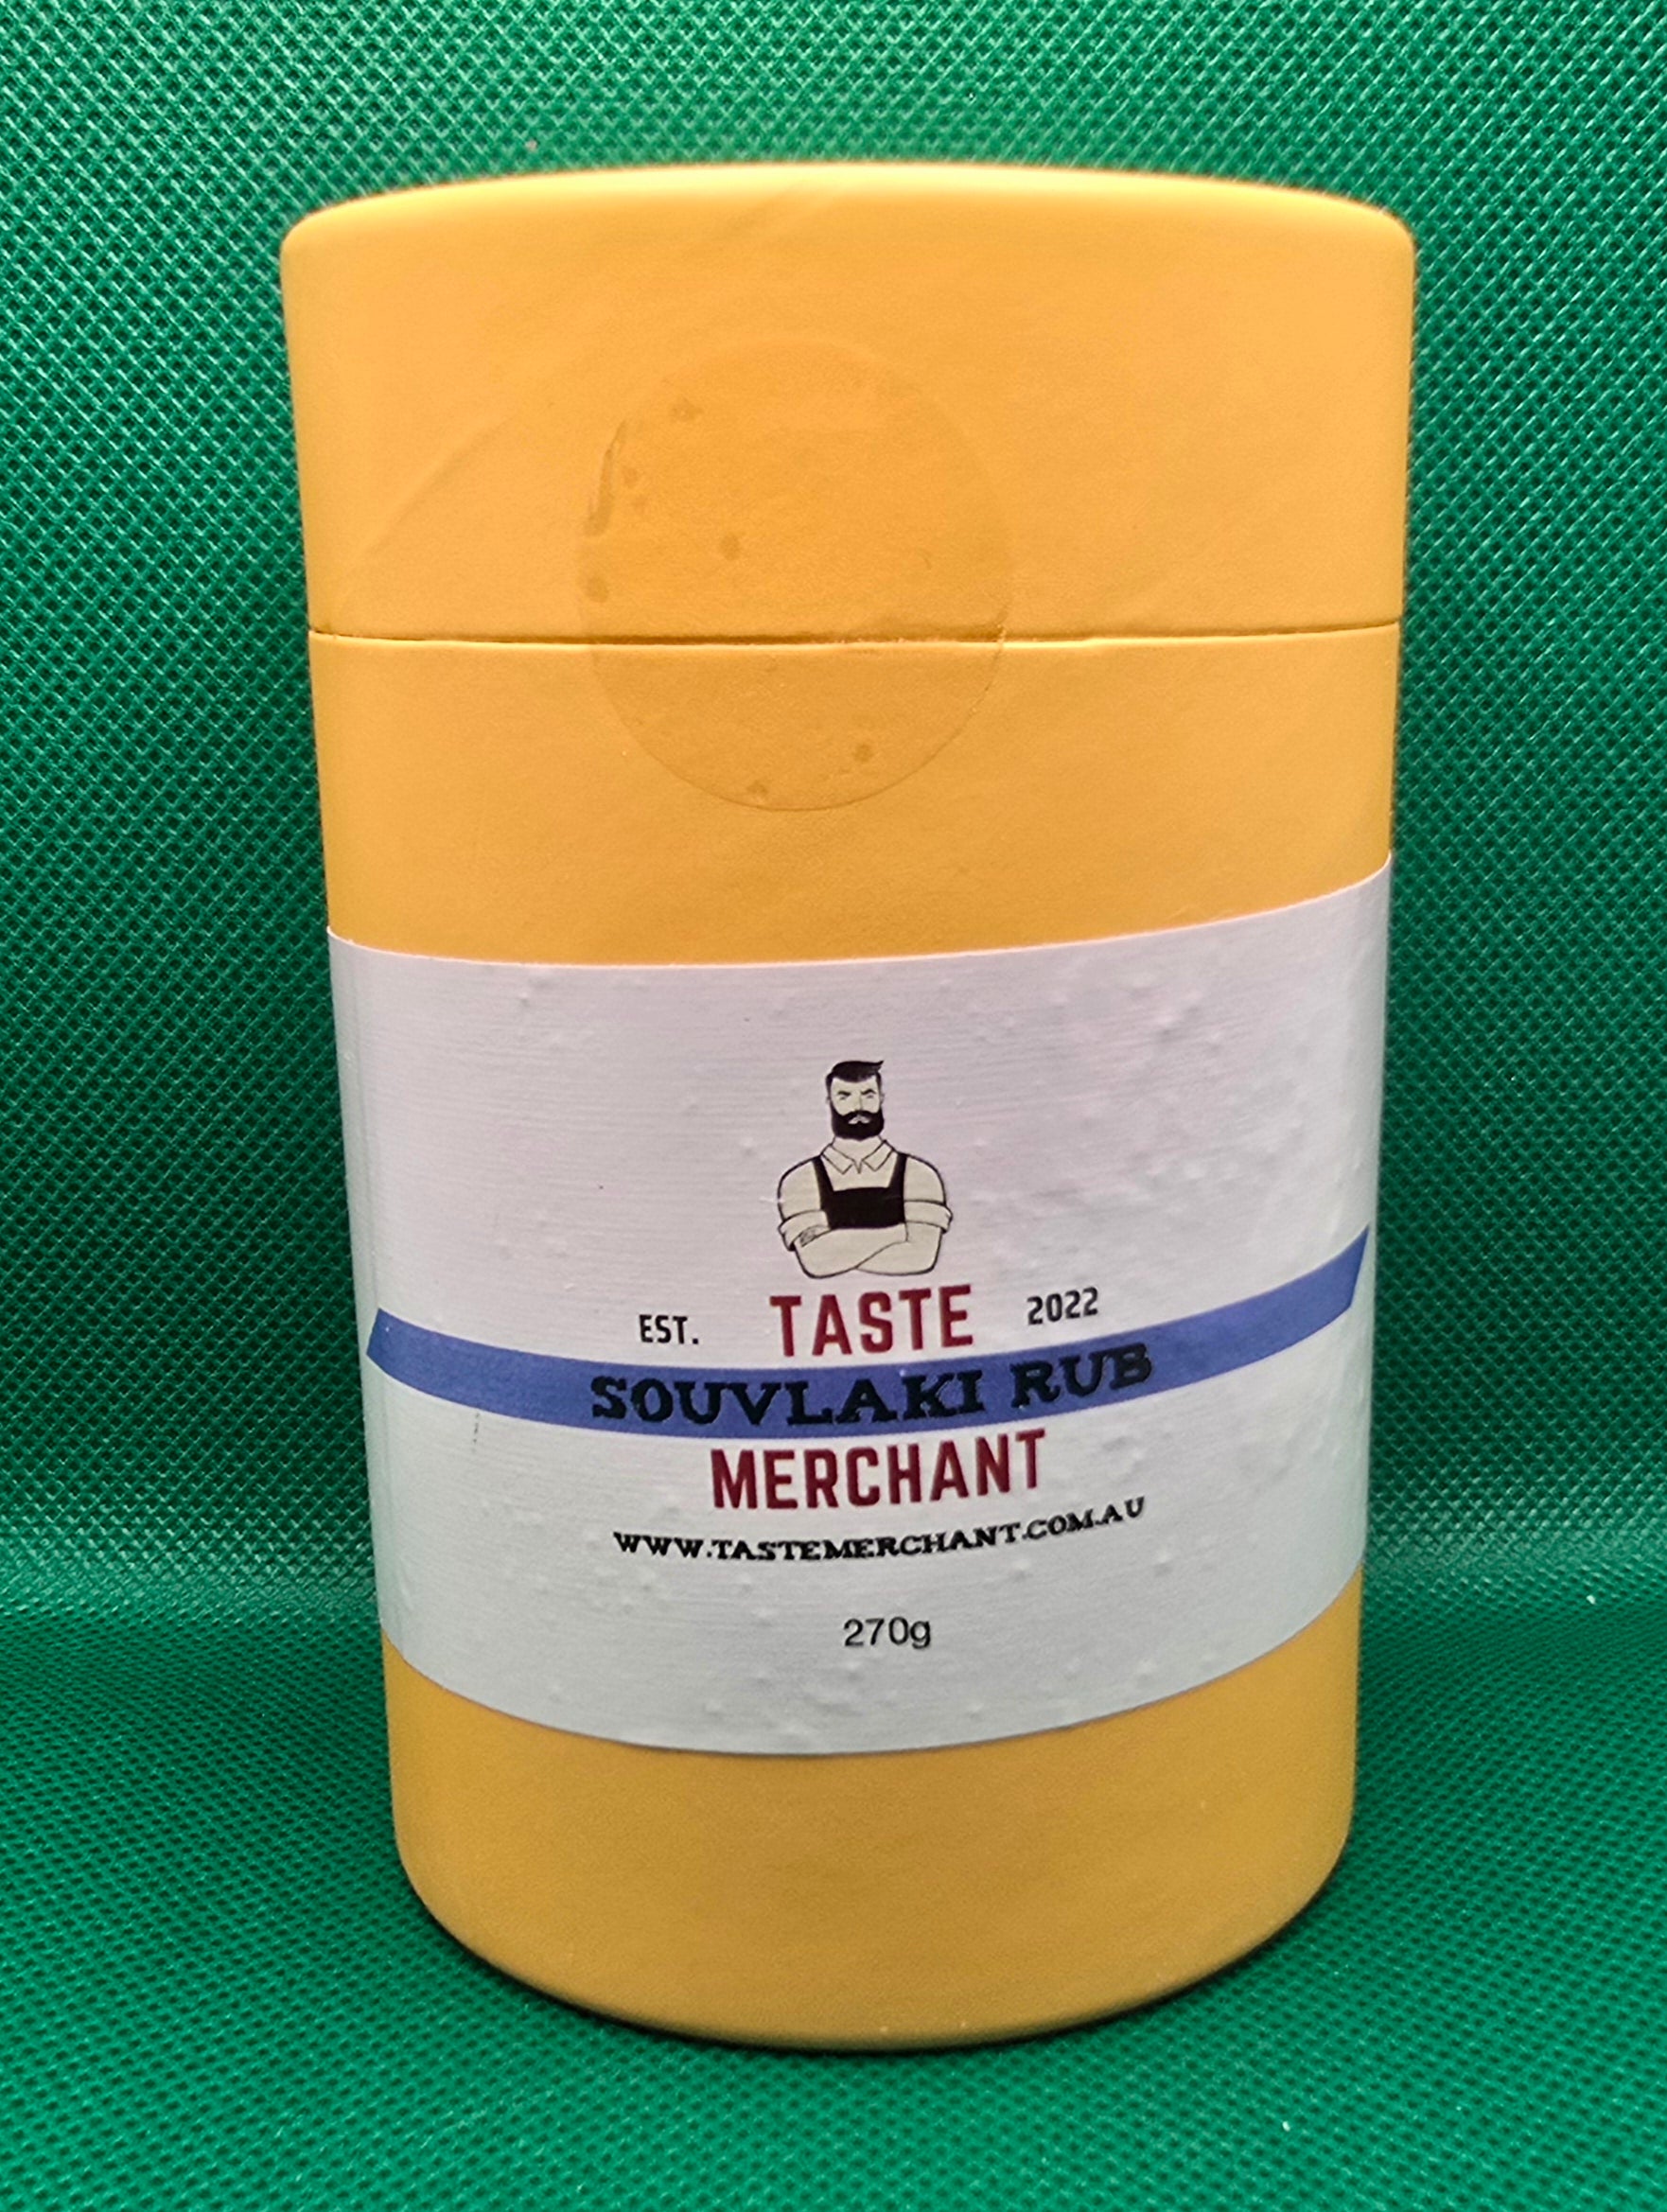 EST. TASTE 2022
SOUVLAKI RUB
MERCHANT
WWW.TASTEMERCHANT.COM.AU
270g